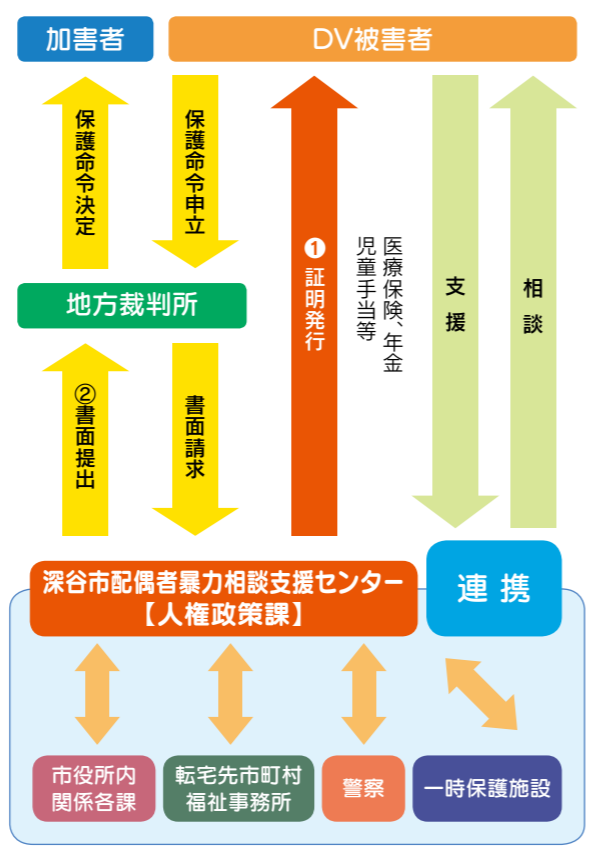 加害者
DV被害者
保護命令決定
保護命令申立
❶証明発行
医療保険、年金
児童手当等
支援
相談
地方裁判所
②書面提出
書面請求
深谷市配偶者暴力相談支援センター
【人権政策課】
連携
市役所内
関係各課
転宅先市町村
福祉事務所
警察
一時保護施設